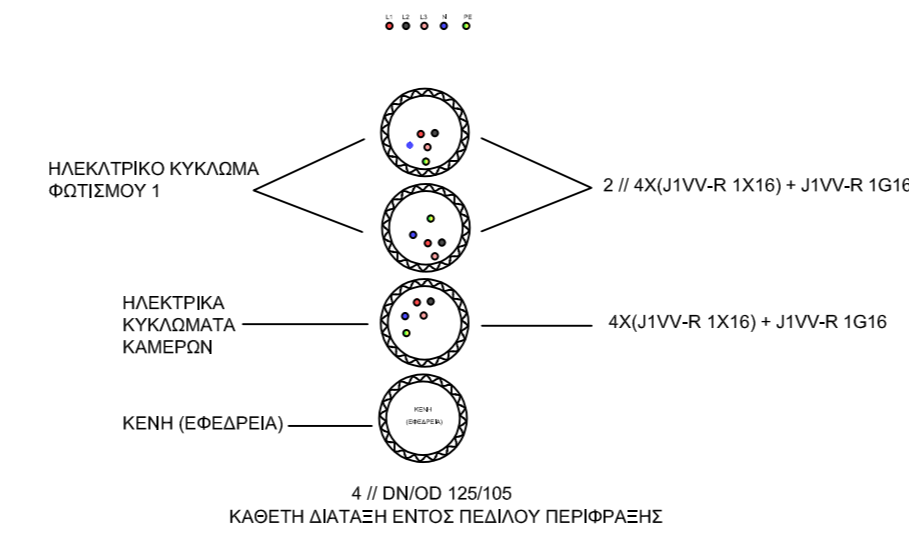 L1 L2 L3 N PE
ΗΛΕΚΛΤΡΙΚΟ ΚΥΚΛΩΜΑ
ΦΩΤΙΣΜΟΥ 1
2 // 4X(J1VV-R 1X16) + J1VV-R 1G16
ΗΛΕΚΤΡΙΚΑ
ΚΥΚΛΩΜΑΤΑ
ΚΑΜΕΡΩΝ
4X(J1VV-R 1X16) + J1VV-R 1G16
ΚΕΝΗ (ΕΦΕΔΡΕΙΑ)
ΚΕΝΗ
(ΕΦΕΔΡΕΙΑ)
4 // DN/OD 125/105
ΚΑΘΕΤΗ ΔΙΑΤΑΞΗ ΕΝΤΟΣ ΠΕΔΙΛΟΥ ΠΕΡΙΦΡΑΞΗΣ